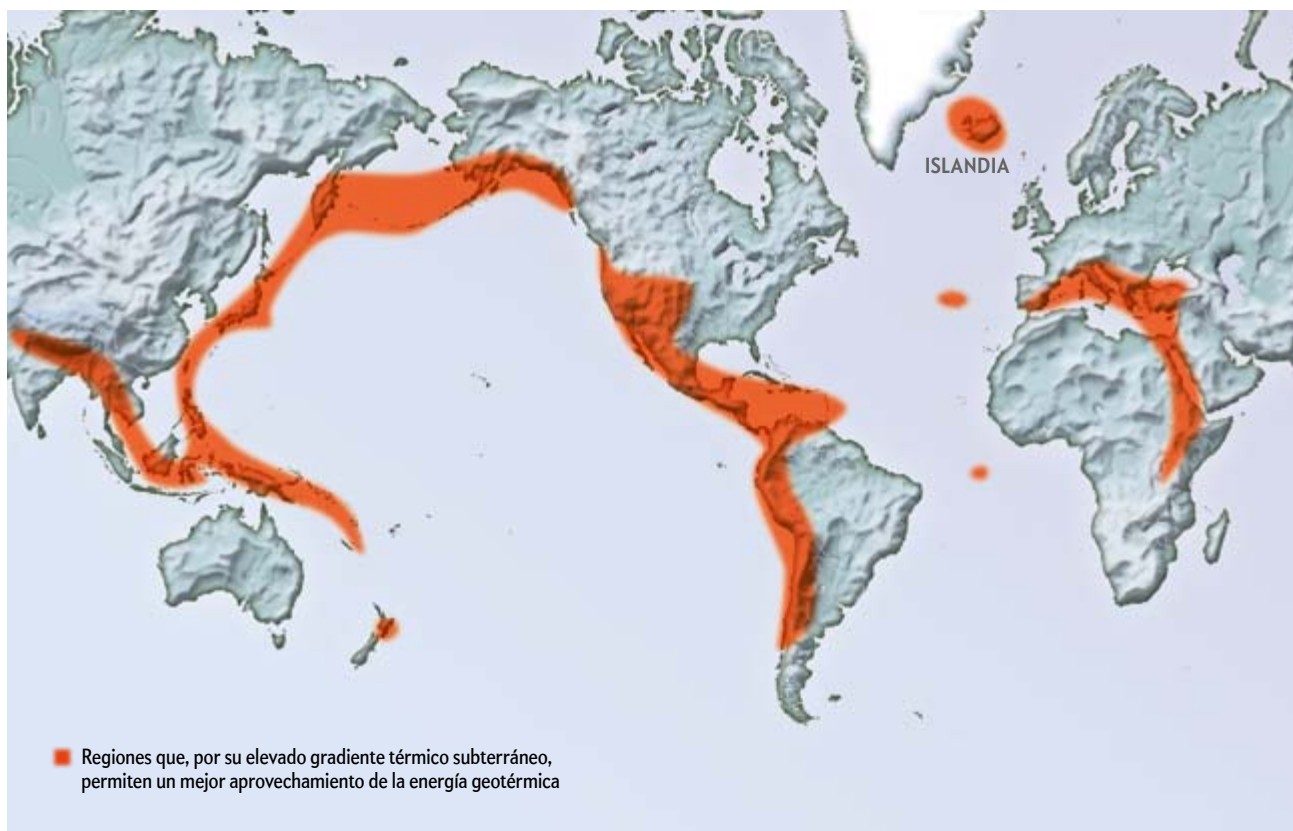 ISLANDIA
Regiones que, por su elevado gradiente térmico subterráneo,
permiten un mejor aprovechamiento de la energía geotérmica